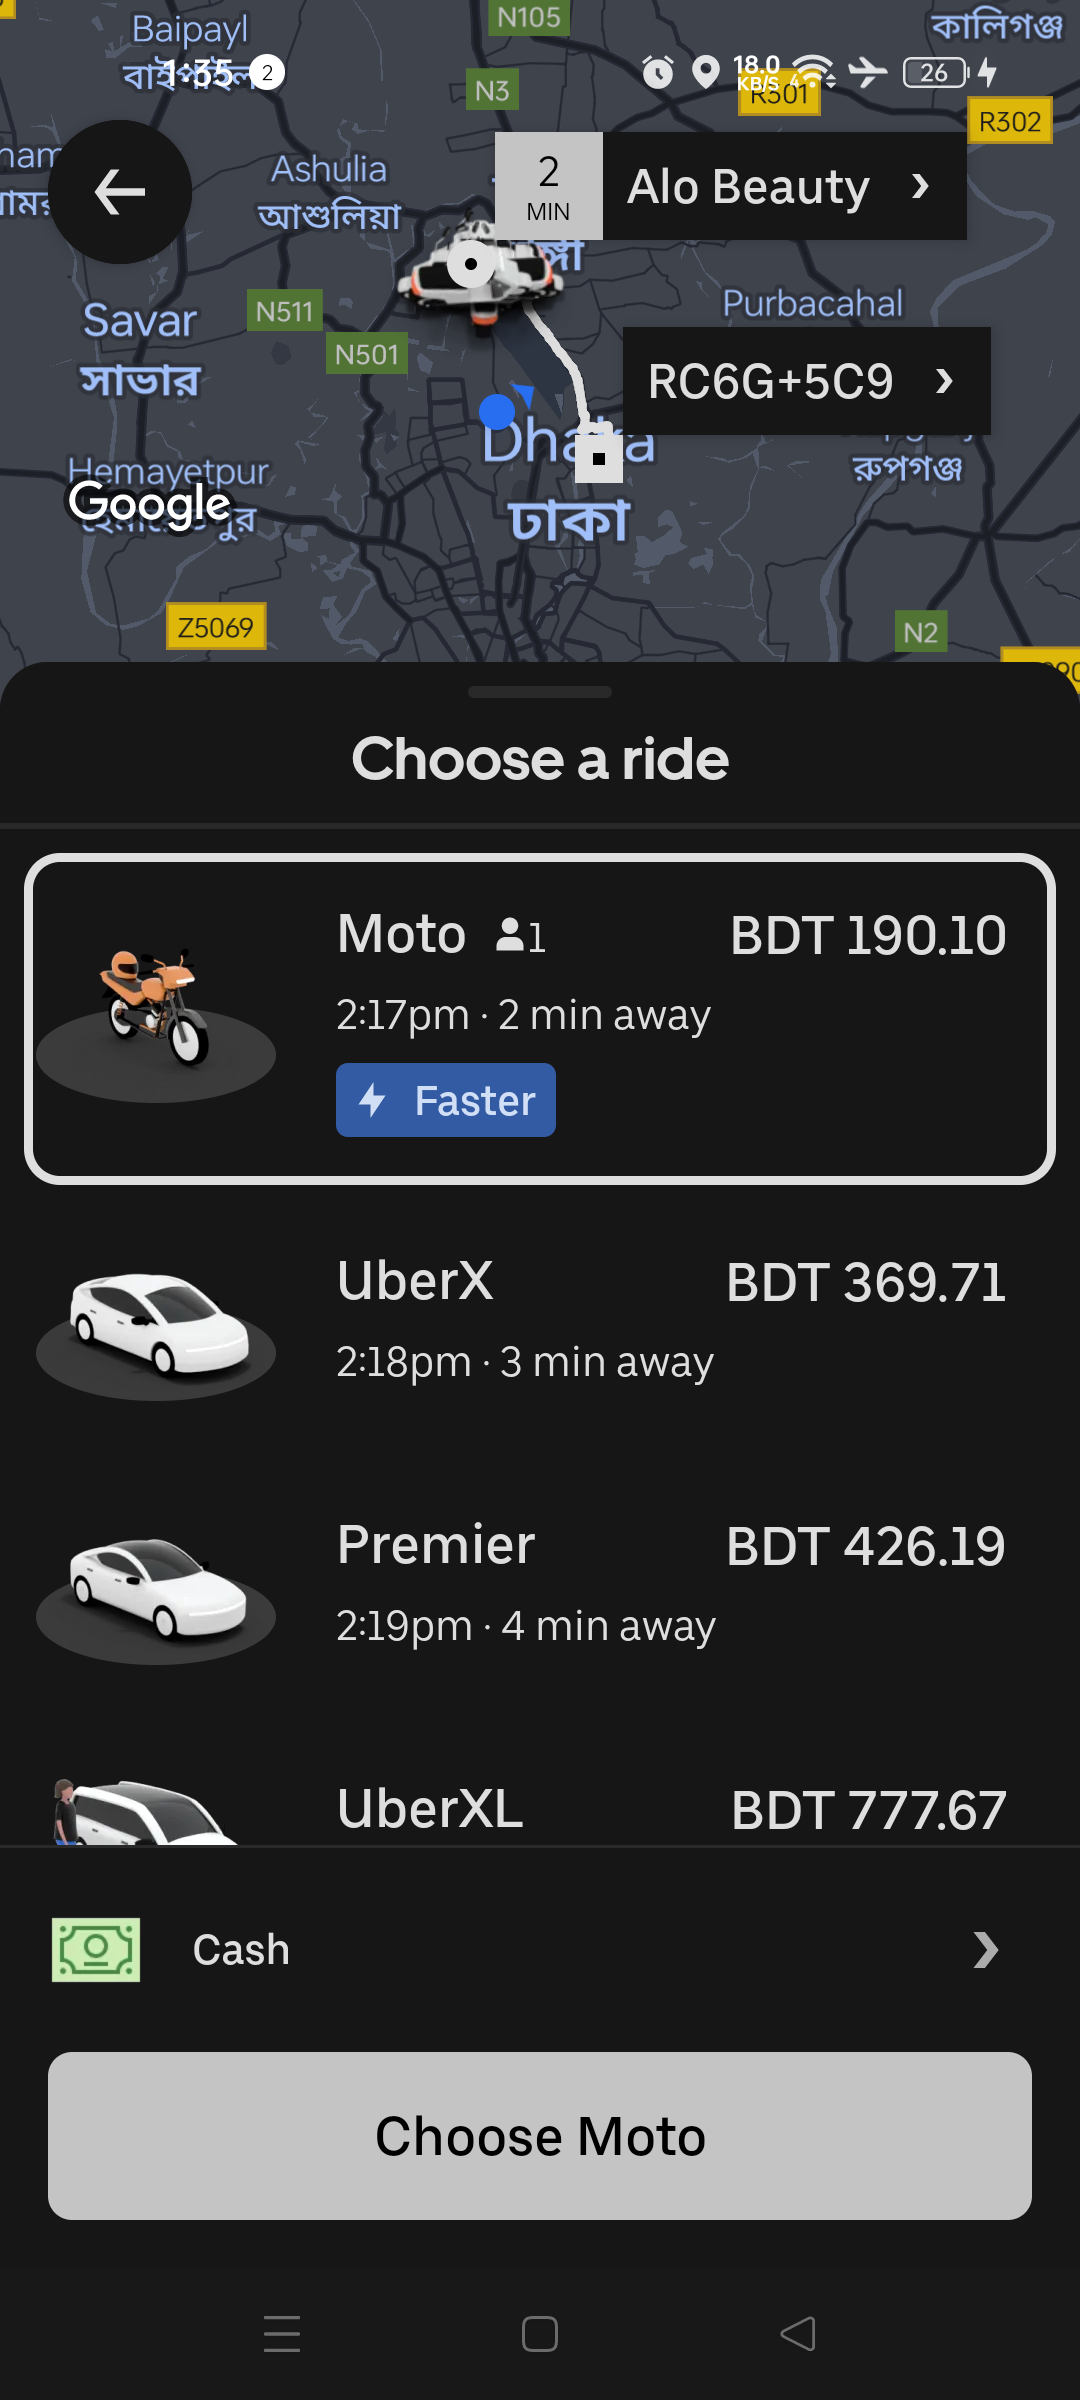 N105
কালিগঞ্জ
Baipayl
1:35
2
18.0
KB/S
26
N3
R301
R302
Ashulia
আশুলিয়া
2
MIN
Alo Beauty
Savar
সাভার
N511
N501
Purbacahal
RC6G+5C9
Dhaka
ঢাকা
রুপগঞ্জ
Hemayetpur
Google
Z5069
N2
Choose a ride
Moto 1 BDT 190.10
2:17pm · 2 min away
Faster
UberX BDT 369.71
2:18pm · 3 min away
Premier BDT 426.19
2:19pm · 4 min away
UberXL BDT 777.67
Cash
Choose Moto